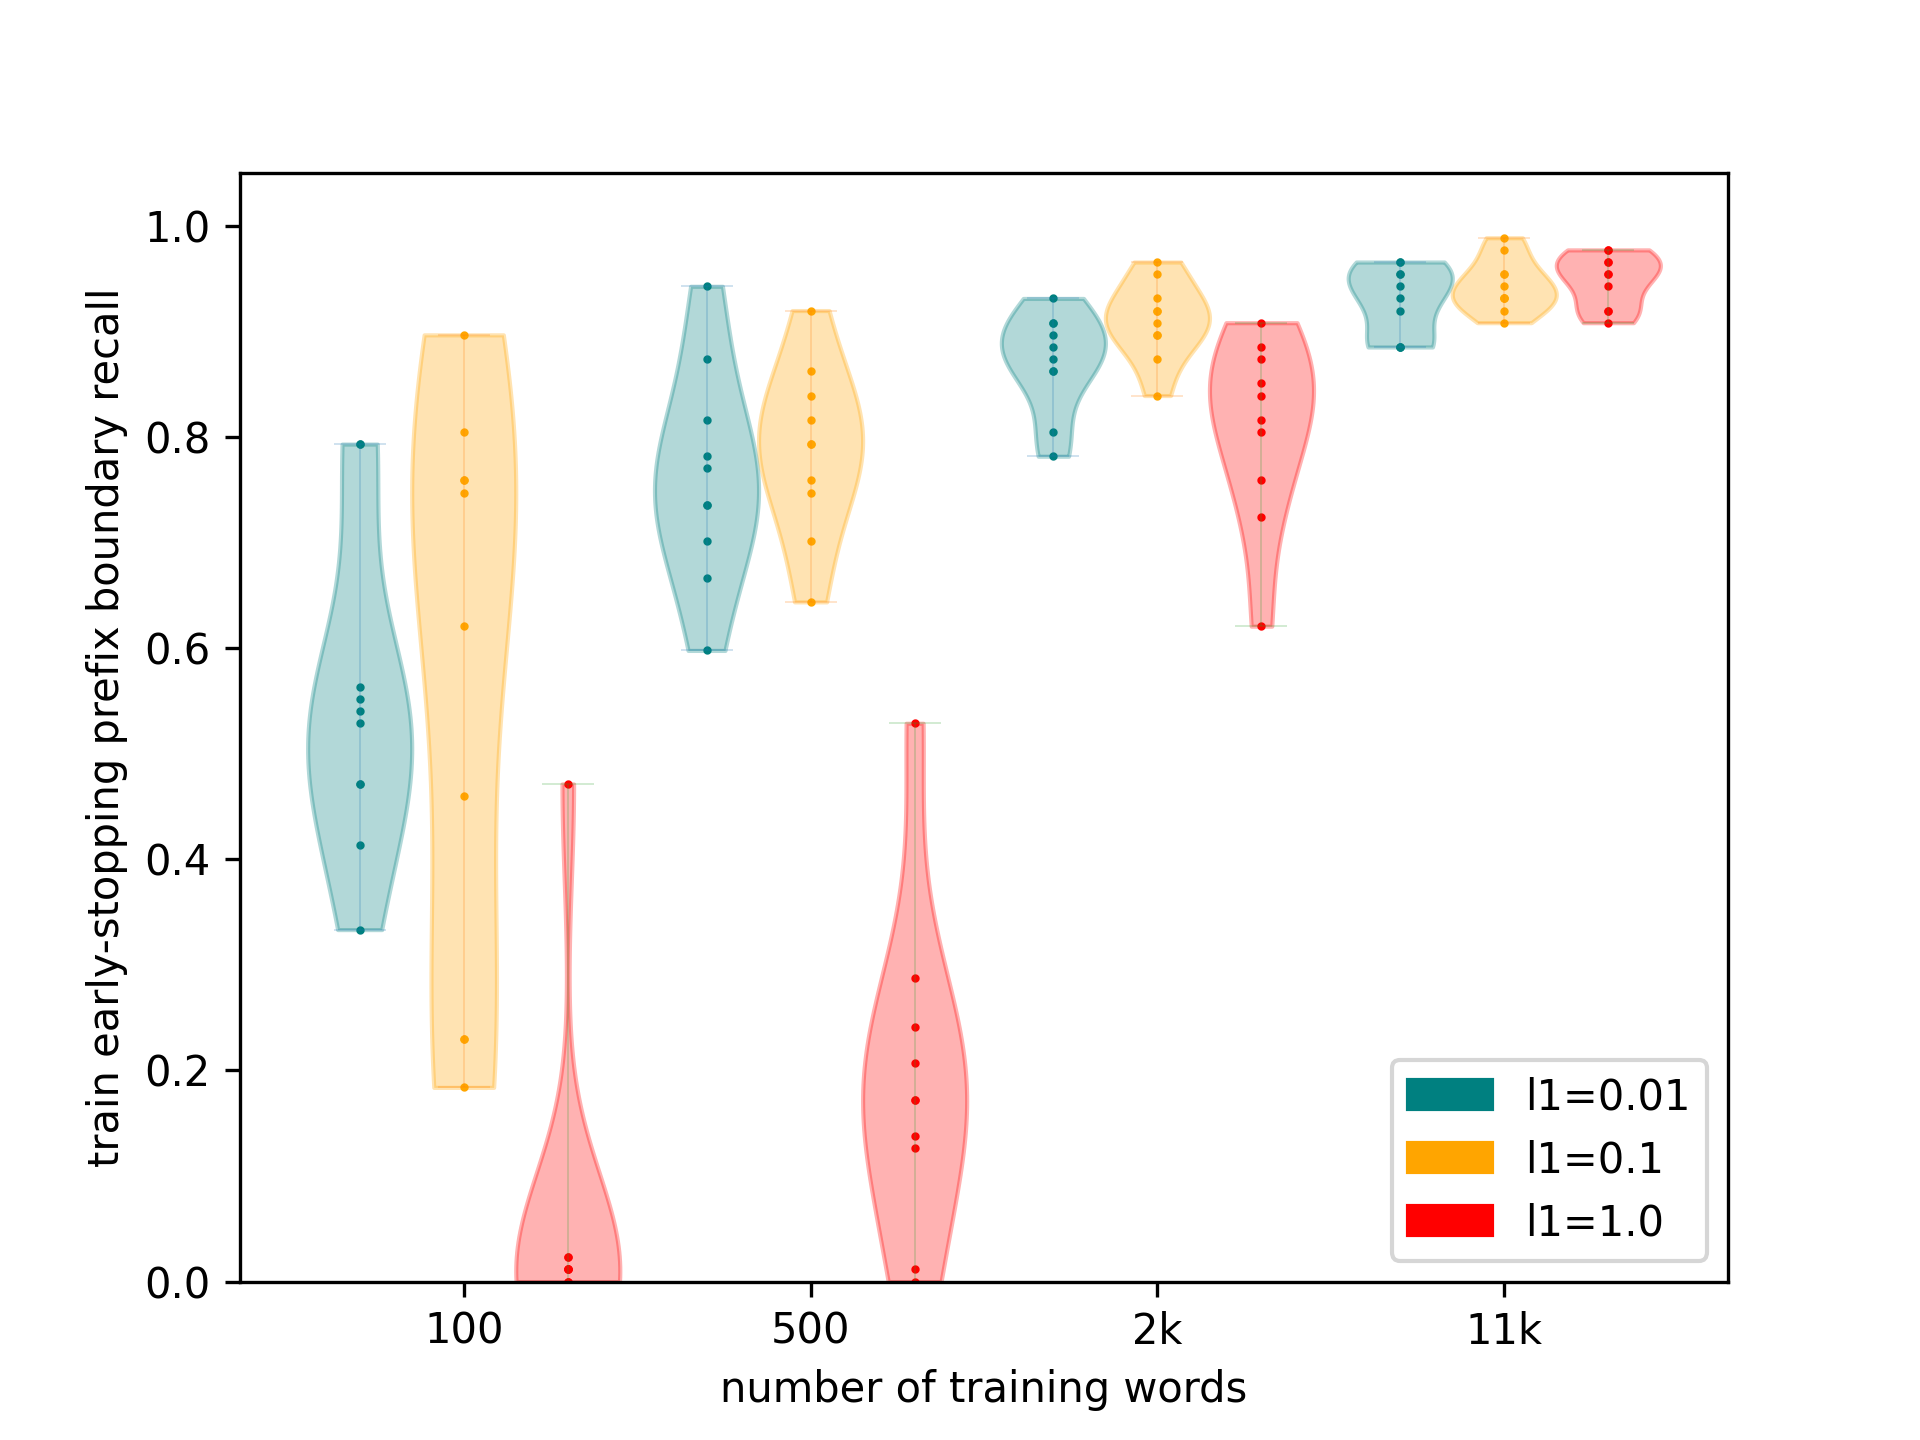 train early-stopping prefix boundary recall
1.0
0.8
0.6
0.4
0.2
0.0
100 500 2k 11k
number of training words
l1=0.01
l1=0.1
l1=1.0